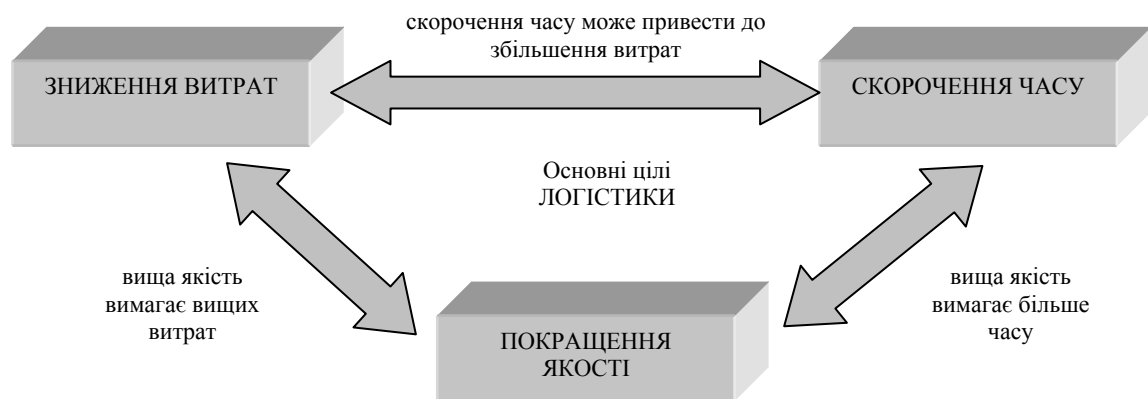 скорочення часу може привести до
збільшення витрат
ЗНИЖЕННЯ ВИТРАТ
СКОРОЧЕННЯ ЧАСУ
Основні цілі
ЛОГІСТИКИ
вища якість
вимагає вищих
витрат
вища якість
вимагає більше
часу
ПОКРАЩЕННЯ
ЯКОСТІ